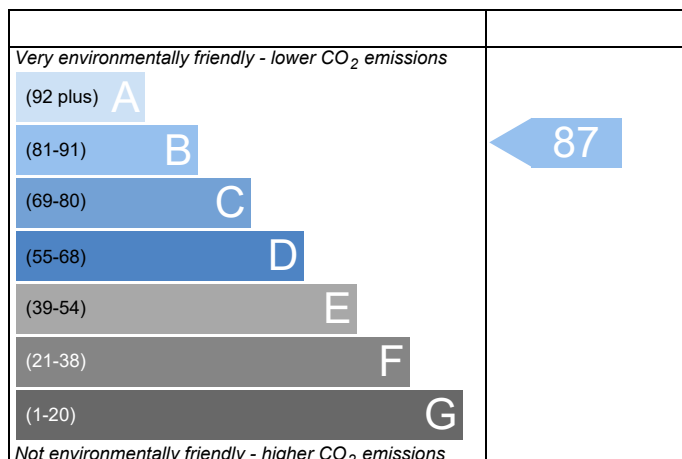 Very environmentally friendly - lower CO₂ emissions
(92 plus) A
(81-91) B
87
(69-80) C
(55-68) D
(39-54) E
(21-38) F
(1-20) G
Not environmentally friendly - higher CO₂ emissions